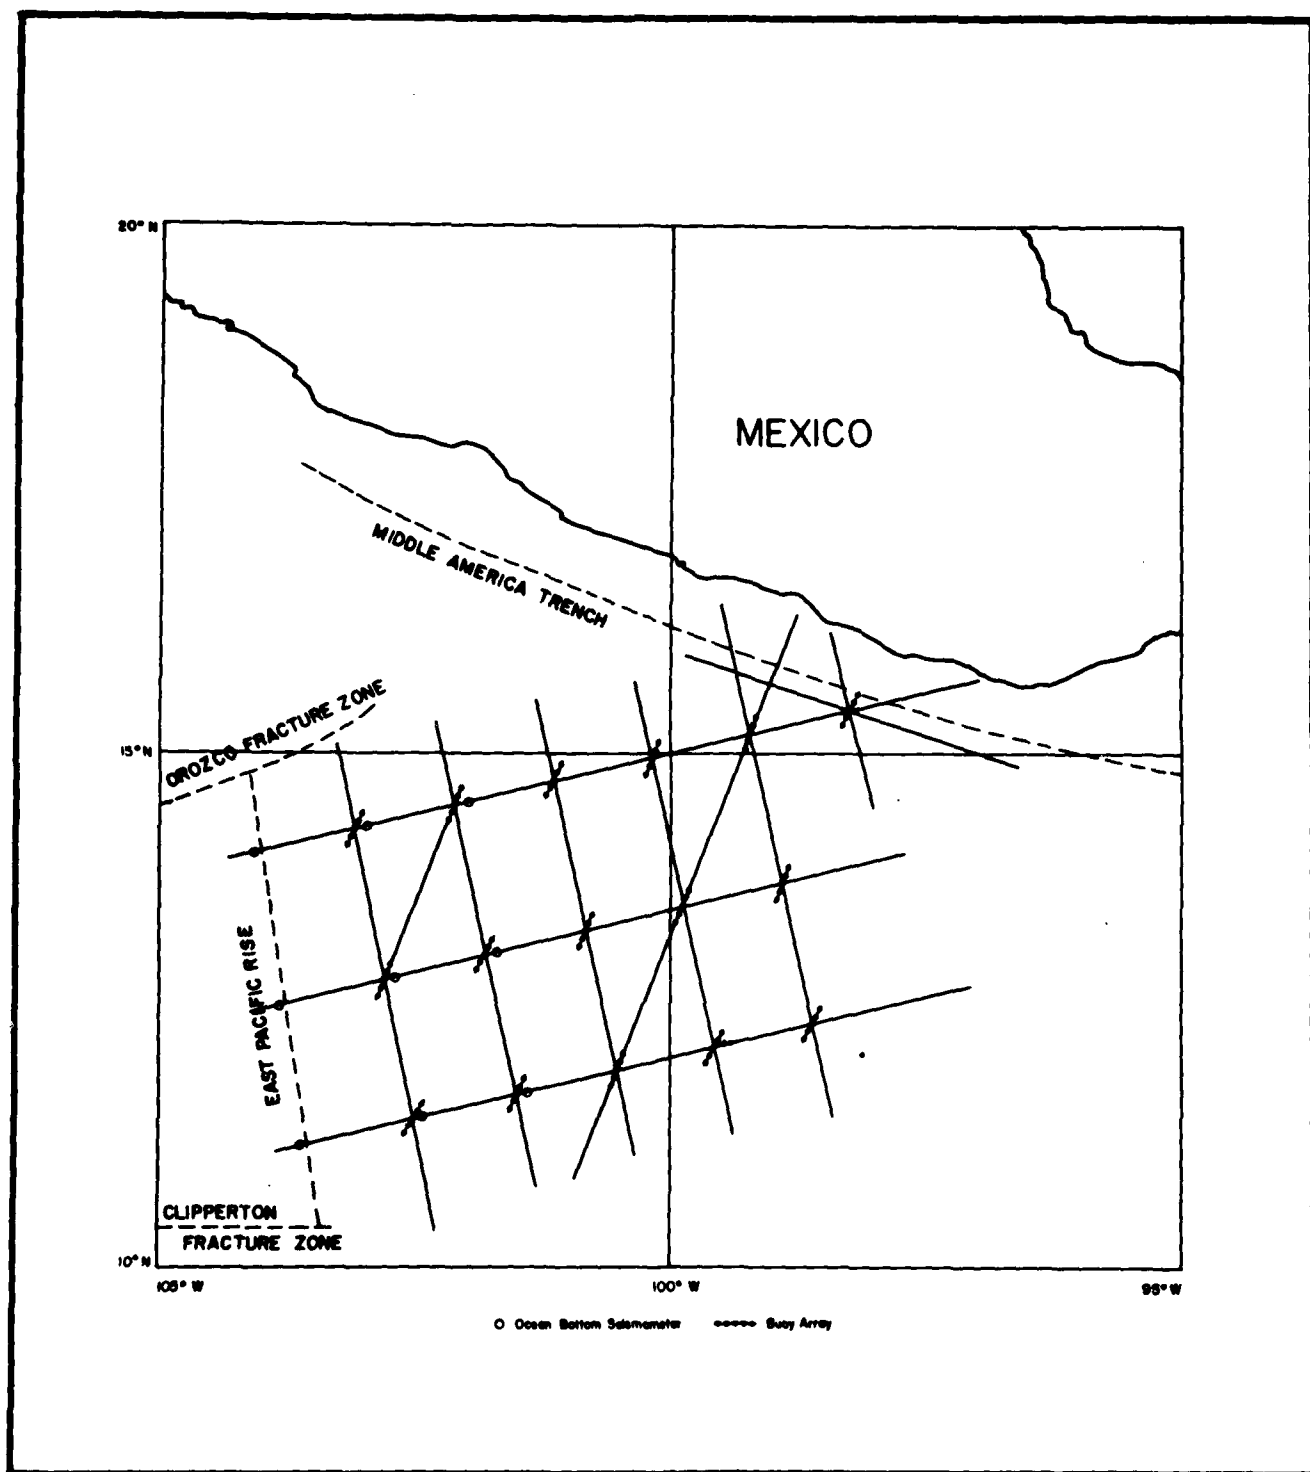 20° N
MEXICO
MIDDLE AMERICA TRENCH
OROZCO FRACTURE ZONE
15°N
EAST PACIFIC RISE
CLIPPERTON
FRACTURE ZONE
10° N
105° W
100° W
95° W
Ocean Bottom Seismometer
Buoy Array